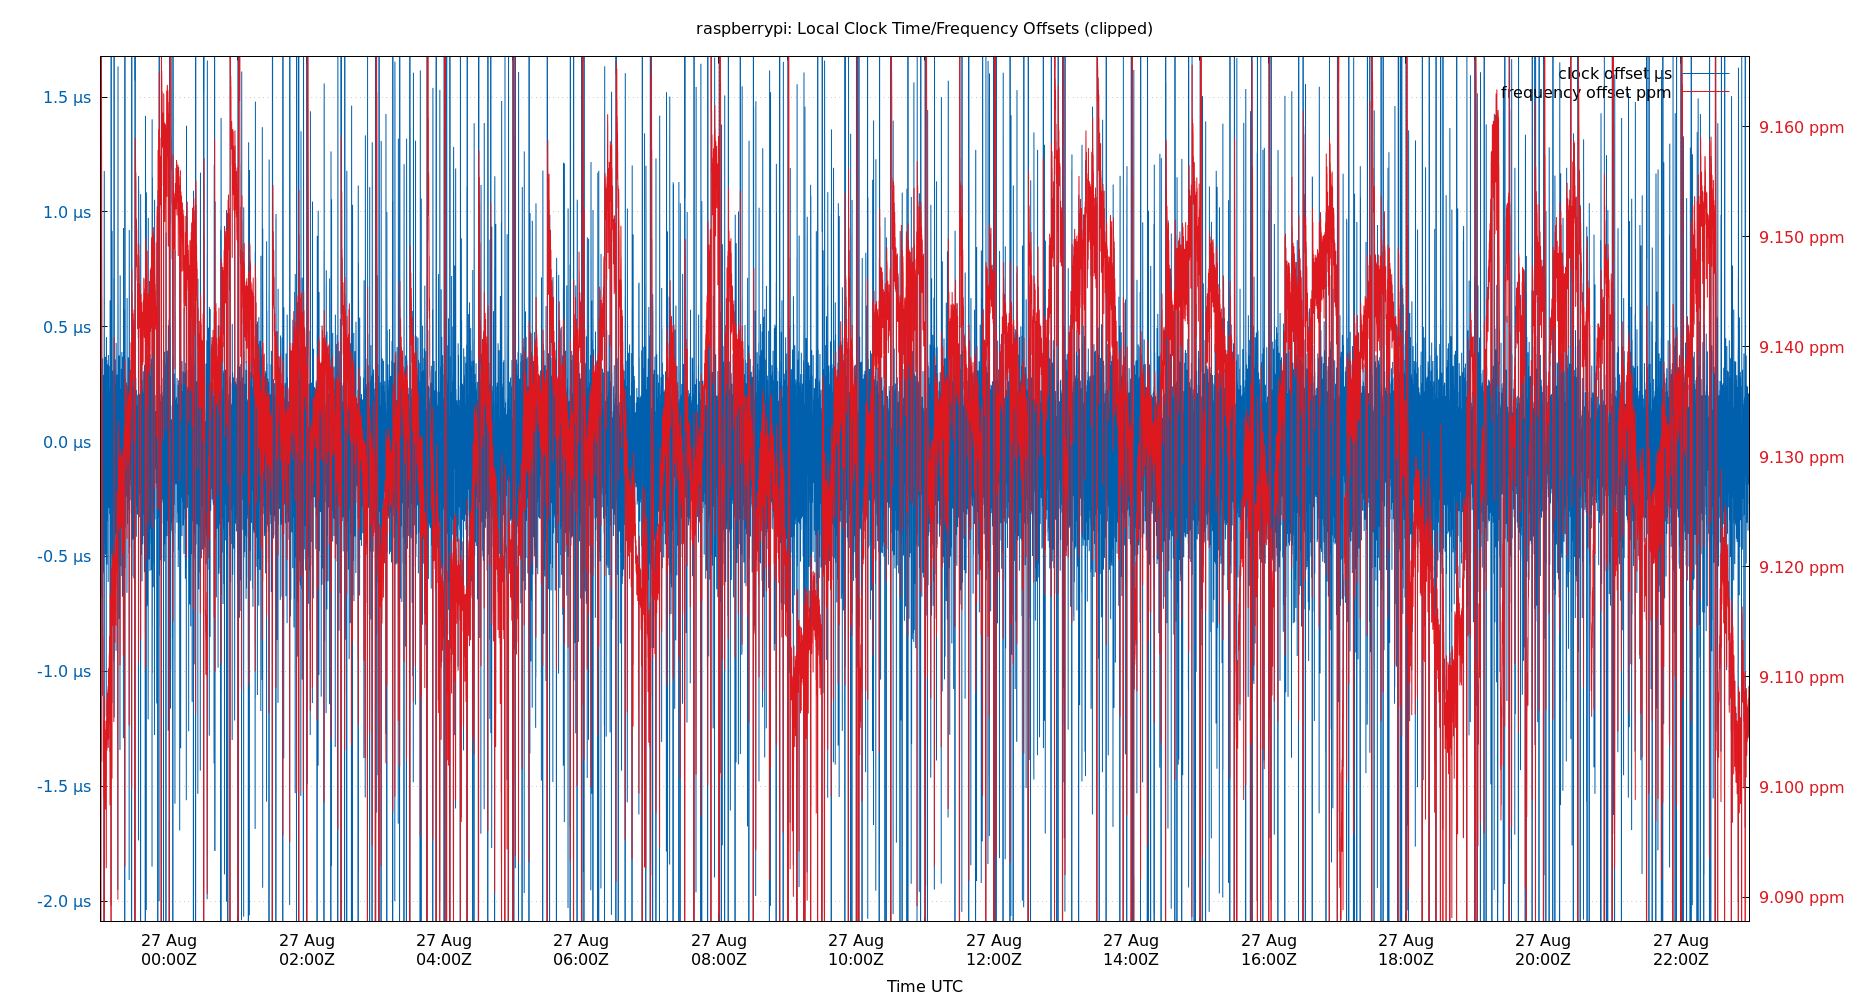 raspberrypi: Local Clock Time/Frequency Offsets (clipped)
clock offset µs
frequency offset ppm
1.5 µs
1.0 µs
0.5 µs
0.0 µs
-0.5 µs
-1.0 µs
-1.5 µs
-2.0 µs
9.160 ppm
9.150 ppm
9.140 ppm
9.130 ppm
9.120 ppm
9.110 ppm
9.100 ppm
9.090 ppm
27 Aug 27 Aug 27 Aug 27 Aug 27 Aug 27 Aug 27 Aug 27 Aug 27 Aug 27 Aug 27 Aug 27 Aug
00:00Z 02:00Z 04:00Z 06:00Z 08:00Z 10:00Z 12:00Z 14:00Z 16:00Z 18:00Z 20:00Z 22:00Z
Time UTC